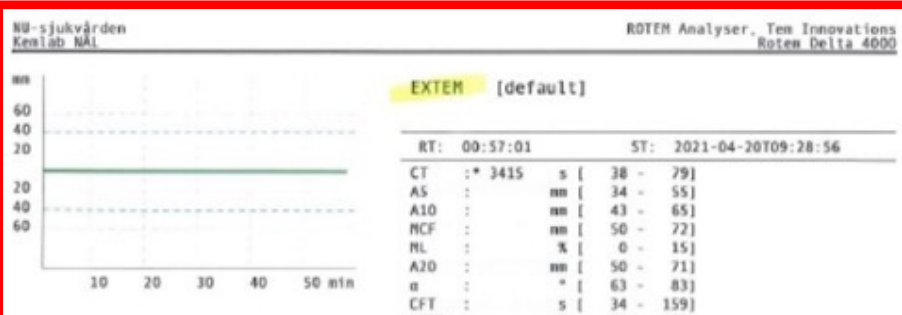 NU-sjukvården
Kemlab NÄL
ROTEM Analyser, Tem Innovations
Rotem Delta 4000
EXTEM [default]
mm
60
40
20
20
40
60
10 20 30 40 50 min
RT: 00:57:01 ST: 2021-04-20T09:28:56
CT :* 3415 s [ 38 - 79]
A5 : mm [ 34 - 55]
A10 : mm [ 43 - 65]
MCF : mm [ 50 - 72]
ML : % [ 0 - 15]
A20 : mm [ 50 - 71]
α : ° [ 63 - 83]
CFT : s [ 34 - 159]